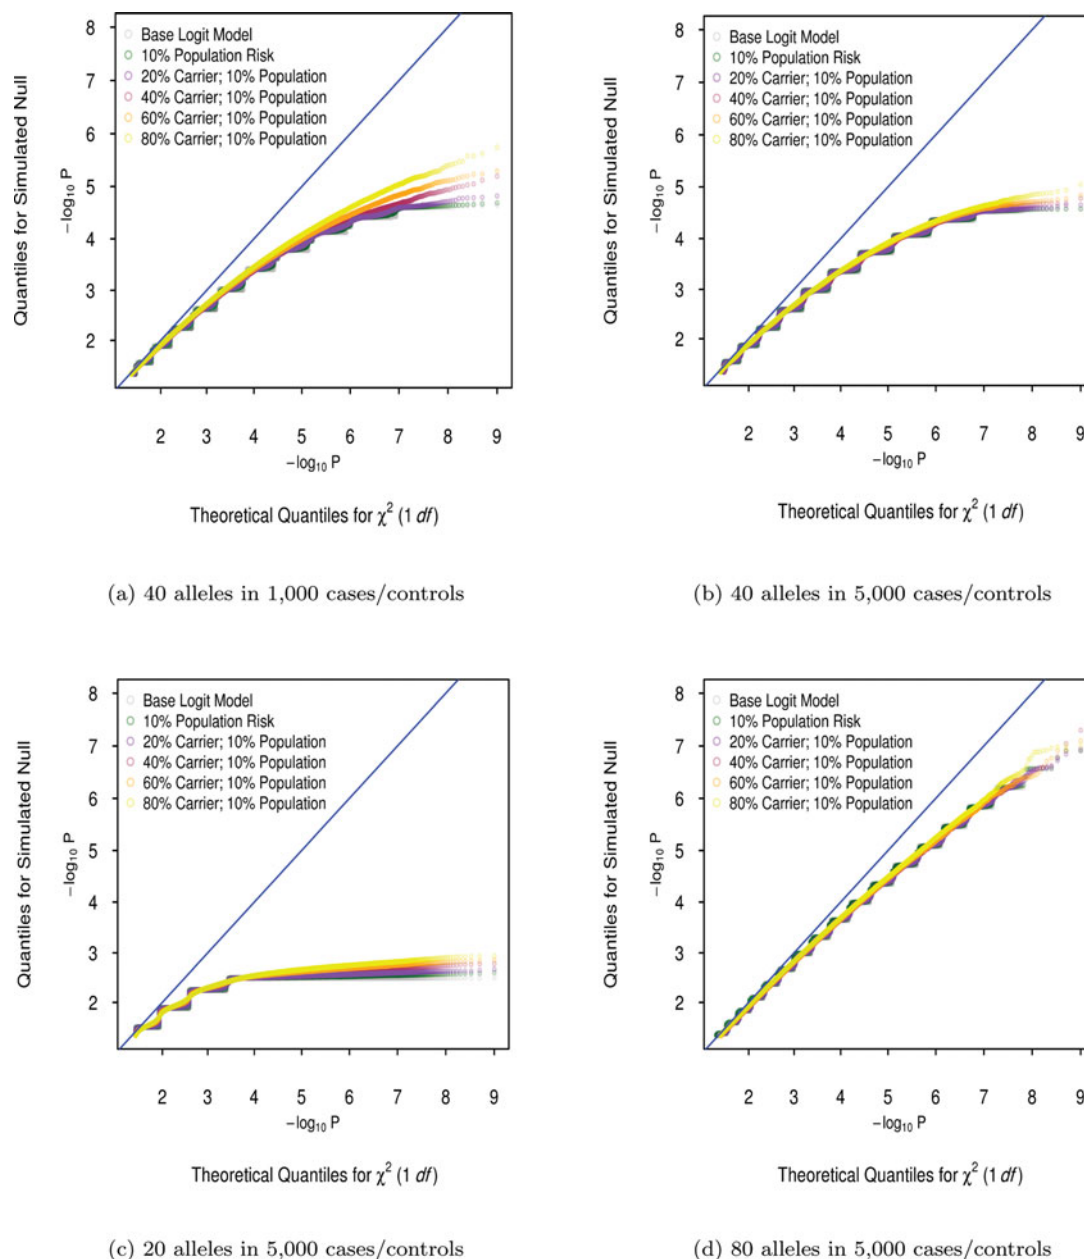 Quantiles for Simulated Null
−log10 P
8
7
6
5
4
3
2
Base Logit Model
10% Population Risk
20% Carrier; 10% Population
40% Carrier; 10% Population
60% Carrier; 10% Population
80% Carrier; 10% Population
2 3 4 5 6 7 8 9
−log10 P
Theoretical Quantiles for χ2 (1 df)
(a) 40 alleles in 1,000 cases/controls
Quantiles for Simulated Null
−log10 P
8
7
6
5
4
3
2
Base Logit Model
10% Population Risk
20% Carrier; 10% Population
40% Carrier; 10% Population
60% Carrier; 10% Population
80% Carrier; 10% Population
2 3 4 5 6 7 8 9
−log10 P
Theoretical Quantiles for χ2 (1 df)
(b) 40 alleles in 5,000 cases/controls
Quantiles for Simulated Null
−log10 P
8
7
6
5
4
3
2
Base Logit Model
10% Population Risk
20% Carrier; 10% Population
40% Carrier; 10% Population
60% Carrier; 10% Population
80% Carrier; 10% Population
2 3 4 5 6 7 8 9
−log10 P
Theoretical Quantiles for χ2 (1 df)
(c) 20 alleles in 5,000 cases/controls
Quantiles for Simulated Null
−log10 P
8
7
6
5
4
3
2
Base Logit Model
10% Population Risk
20% Carrier; 10% Population
40% Carrier; 10% Population
60% Carrier; 10% Population
80% Carrier; 10% Population
2 3 4 5 6 7 8 9
−log10 P
Theoretical Quantiles for χ2 (1 df)
(d) 80 alleles in 5,000 cases/controls